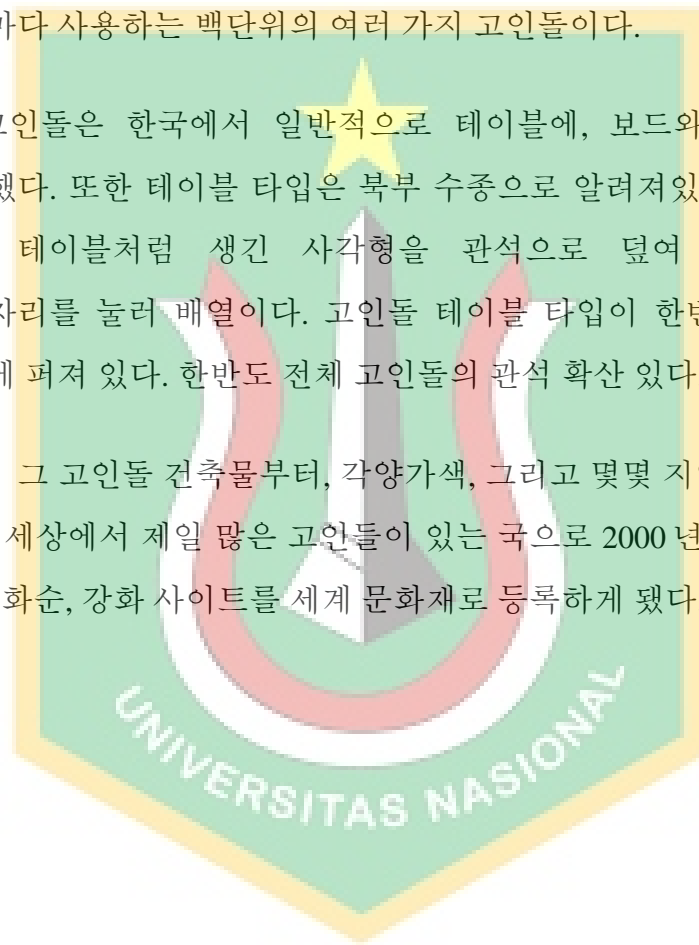 마다 사용하는 백단위의 여러 가지 고인돌이다.
고인돌은 한국에서 일반적으로 테이블에, 보드와
했다. 또한 테이블 타입은 북부 수종으로 알려져있
테이블처럼 생긴 사각형을 관석으로 덮여
자리를 눌러 배열이다. 고인돌 테이블 타입이 한반
에 퍼져 있다. 한반도 전체 고인돌의 관석 확산 있다
그 고인돌 건축물부터, 각양가색, 그리고 몇몇 지
세상에서 제일 많은 고인들이 있는 국으로 2000 년
화순, 강화 사이트를 세계 문화재로 등록하게 됐다
UNIVERSITAS NASIONAL